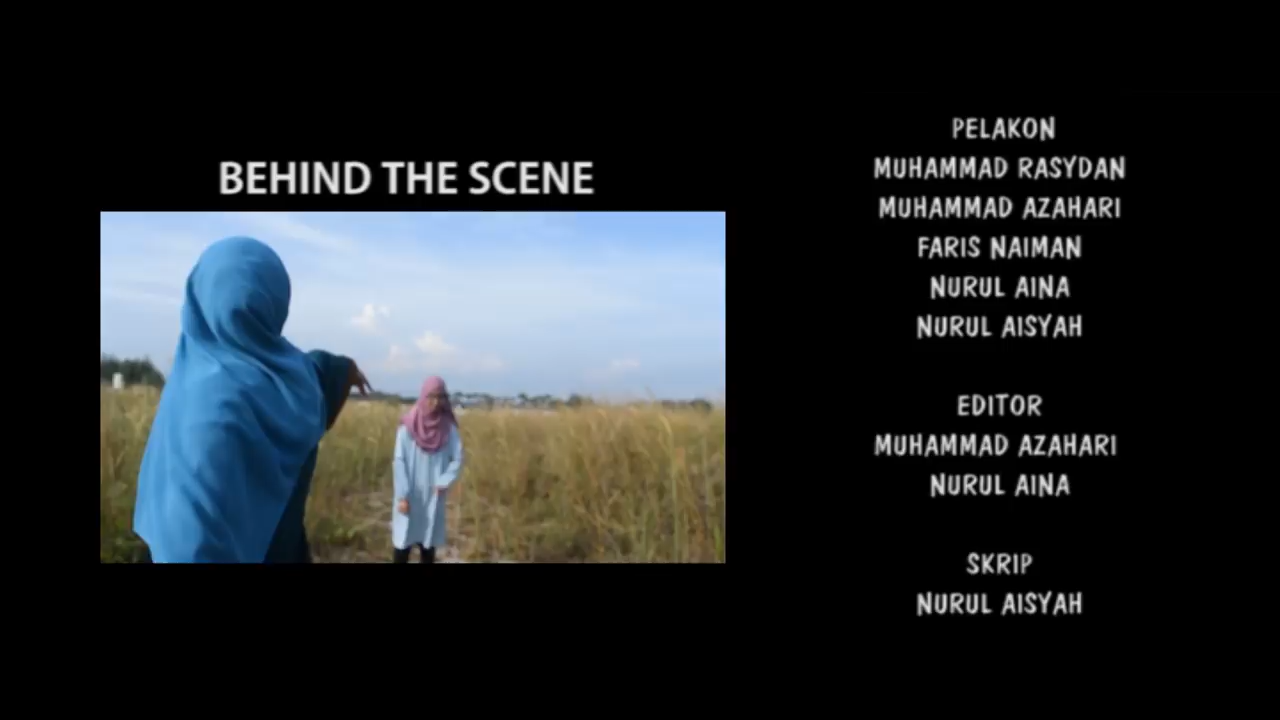 BEHIND THE SCENE
PELAKON
MUHAMMAD RASYDAN
MUHAMMAD AZAHARI
FARIS NAIMAN
NURUL AINA
NURUL AISYAH
EDITOR
MUHAMMAD AZAHARI
NURUL AINA
SKRIP
NURUL AISYAH